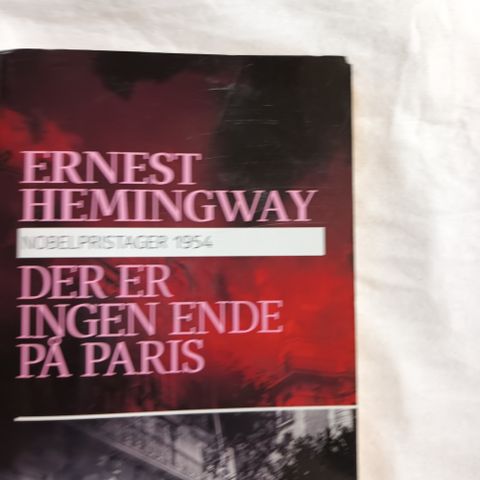 ERNEST
HEMINGWAY
NOBELPRISTAGER 1954
DER ER
INGEN ENDE
PÅ PARIS